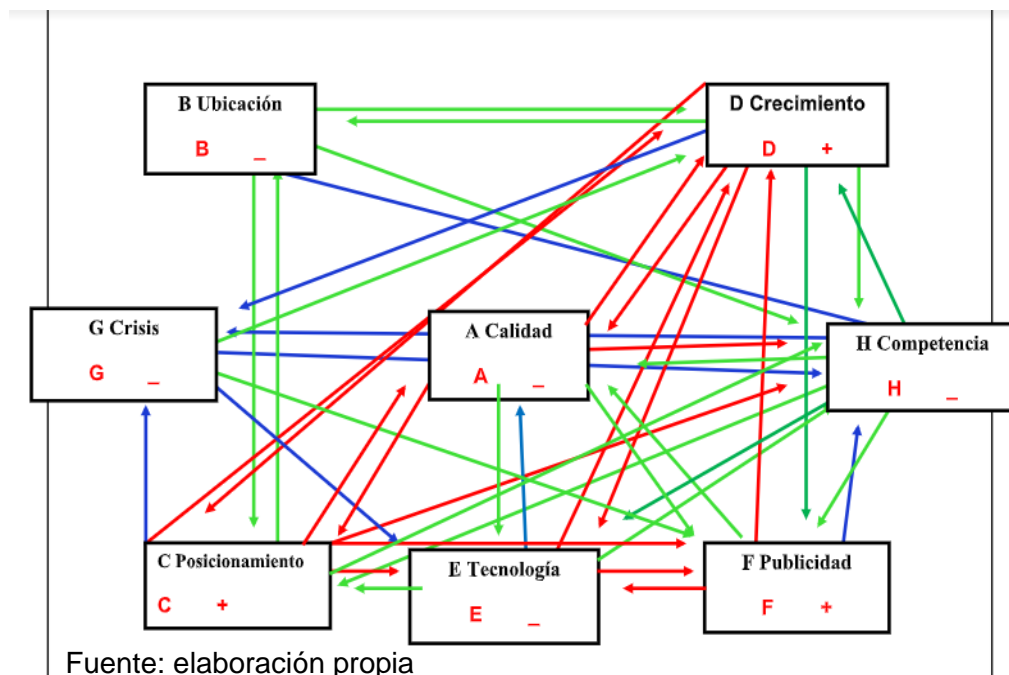 B Ubicación
B _
D Crecimiento
D +
G Crisis
G _
A Calidad
A _
H Competencia
H _
C Posicionamiento
C +
E Tecnología
E _
F Publicidad
F +
Fuente: elaboración propia